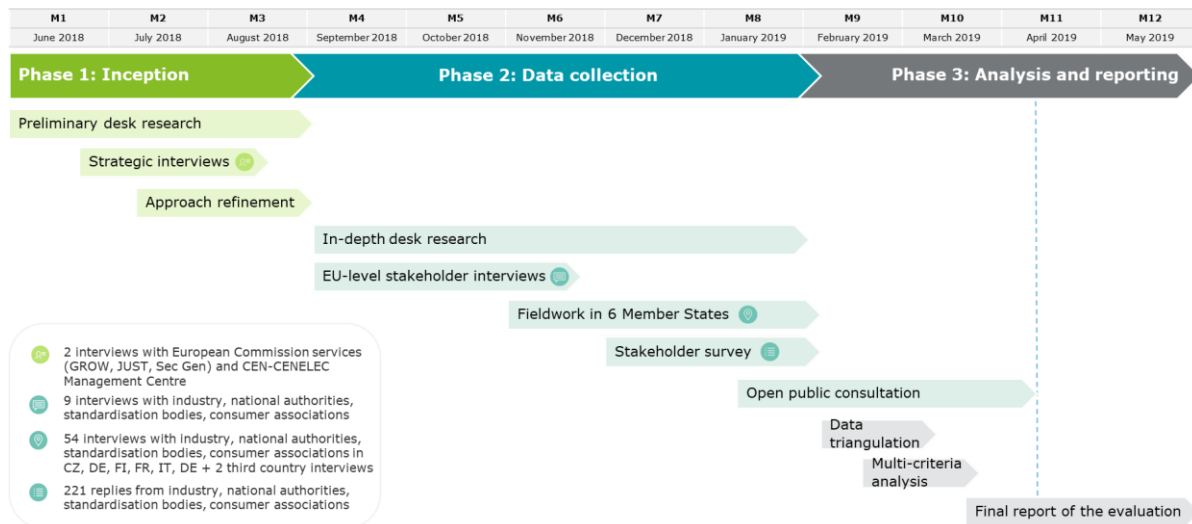 M1 M2 M3 M4 M5 M6 M7 M8 M9 M10 M11 M12
June 2018 July 2018 August 2018 September 2018 October 2018 November 2018 December 2018 January 2019 February 2019 March 2019 April 2019 May 2019
Phase 1: Inception Phase 2: Data collection Phase 3: Analysis and reporting
Preliminary desk research
Strategic interviews
Approach refinement
In-depth desk research
EU-level stakeholder interviews
Fieldwork in 6 Member States
Stakeholder survey
Open public consultation
Data
triangulation
Multi-criteria
analysis
Final report of the evaluation
2 interviews with European Commission services
(GROW, JUST, Sec Gen) and CEN-CENELEC
Management Centre
9 interviews with industry, national authorities,
standardisation bodies, consumer associations
54 interviews with industry, national authorities,
standardisation bodies, consumer associations in
CZ, DE, FI, FR, IT, DE + 2 third country interviews
221 replies from industry, national authorities,
standardisation bodies, consumer associations